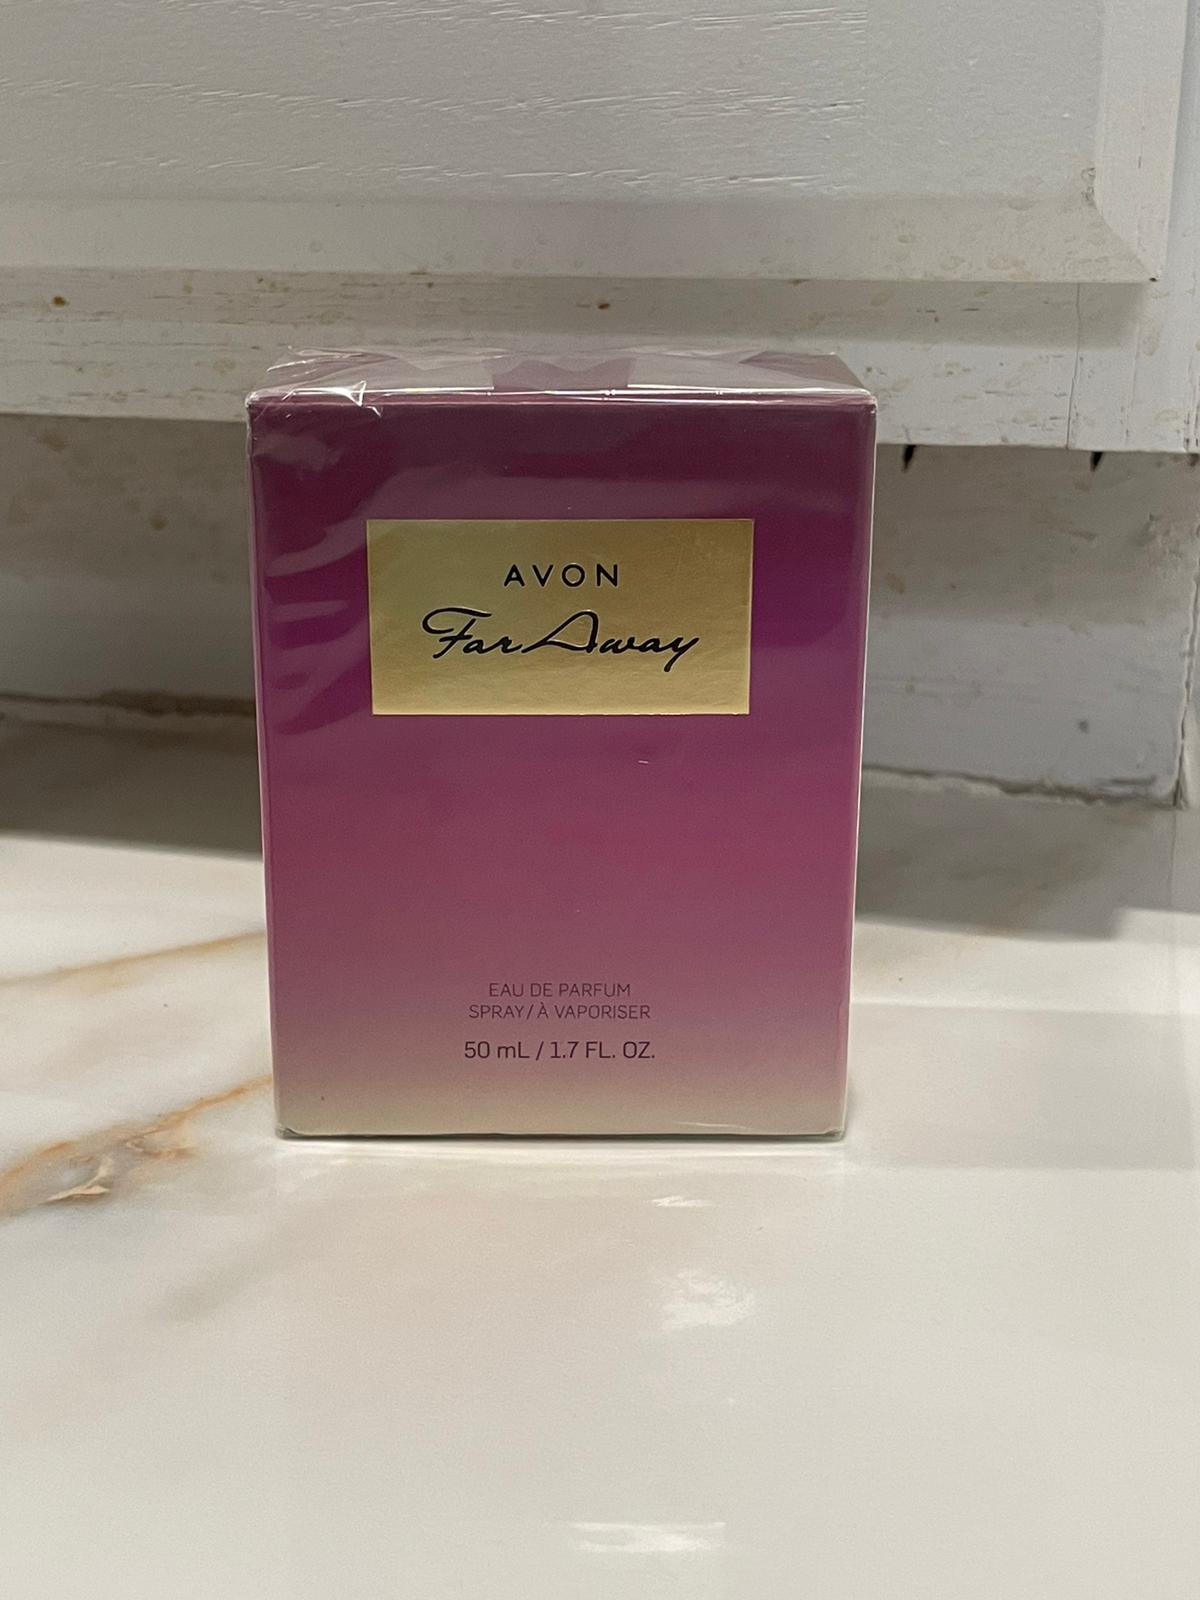 AVON
Far Away
EAU DE PARFUM
SPRAY / À VAPORISER
50 mL / 1.7 FL. OZ.